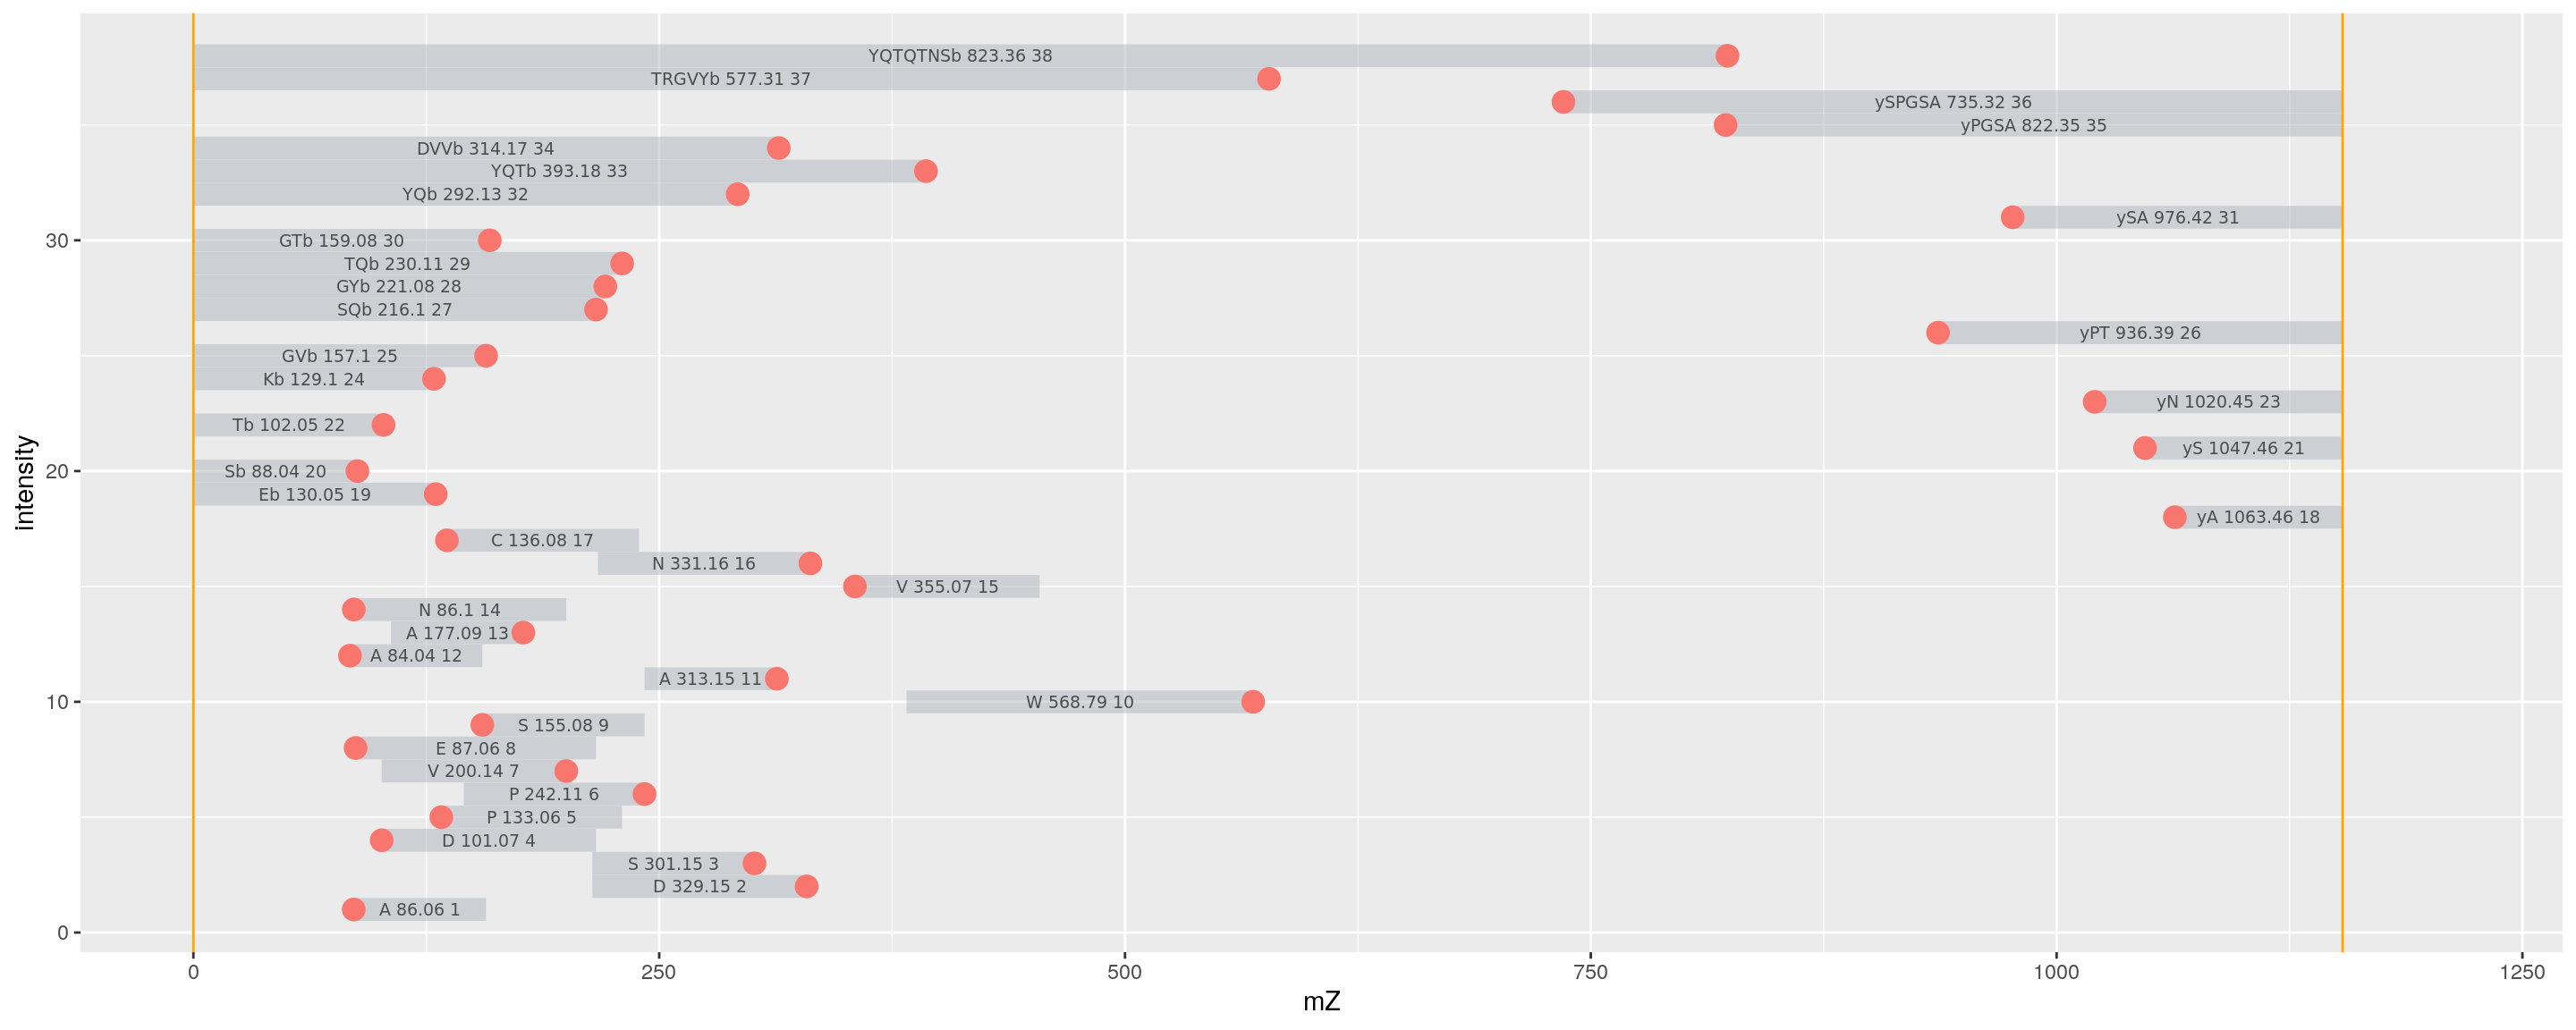 YQTQTNSb 823.36 38
TRGVYb 577.31 37
ySPGSA 735.32 36
yPGSA 822.35 35
DVVb 314.17 34
YQTb 393.18 33
YQb 292.13 32
ySA 976.42 31
30
GTb 159.08 30
TQb 230.11 29
GYb 221.08 28
SQb 216.1 27
yPT 936.39 26
GVb 157.1 25
Kb 129.1 24
yN 1020.45 23
Tb 102.05 22
yS 1047.46 21
20
Sb 88.04 20
Eb 130.05 19
yA 1063.46 18
C 136.08 17
N 331.16 16
V 355.07 15
N 86.1 14
A 177.09 13
A 84.04 12
A 313.15 11
10
W 568.79 10
S 155.08 9
E 87.06 8
V 200.14 7
P 242.11 6
P 133.06 5
D 101.07 4
S 301.15 3
D 329.15 2
A 86.06 1
0
intensity
0 250 500 750 1000 1250
mZ